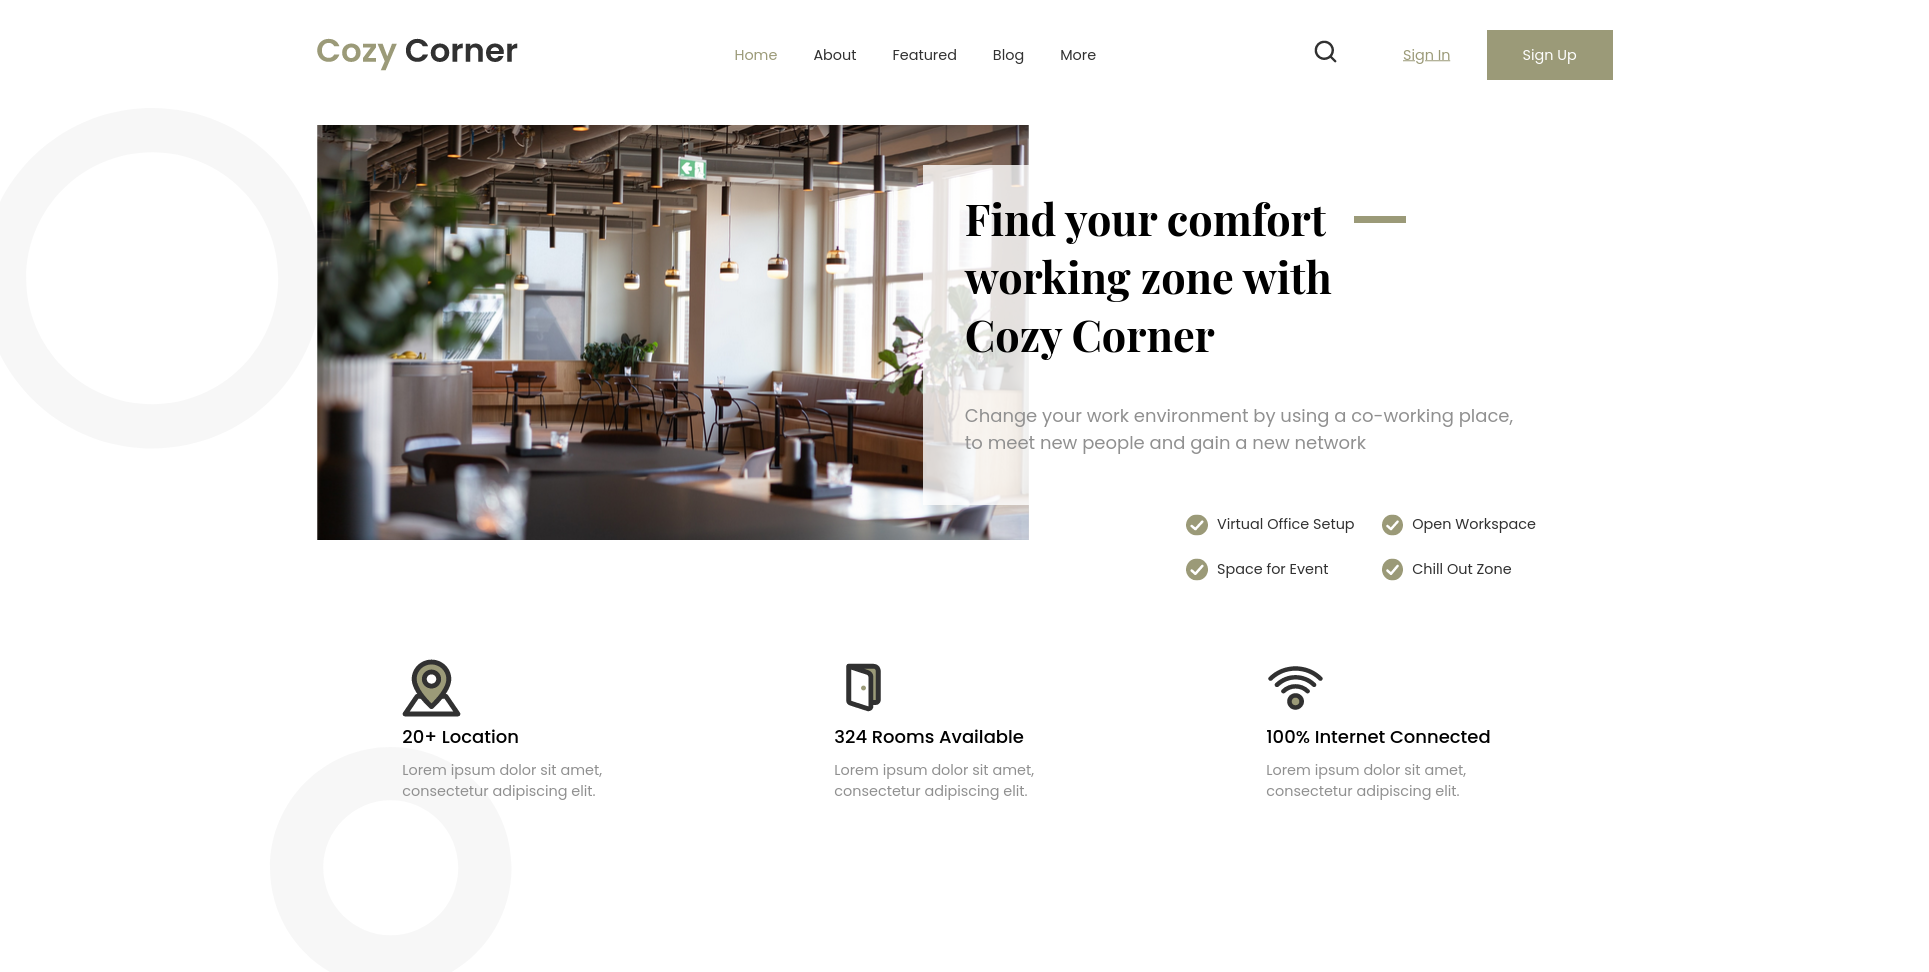 Cozy Corner
Home About Featured Blog More
Sign In
Sign Up
Find your comfort
working zone with
Cozy Corner
Change your work environment by using a co-working place,
to meet new people and gain a new network
Virtual Office Setup
Open Workspace
Space for Event
Chill Out Zone
20+ Location
Lorem ipsum dolor sit amet,
consectetur adipiscing elit.
324 Rooms Available
Lorem ipsum dolor sit amet,
consectetur adipiscing elit.
100% Internet Connected
Lorem ipsum dolor sit amet,
consectetur adipiscing elit.